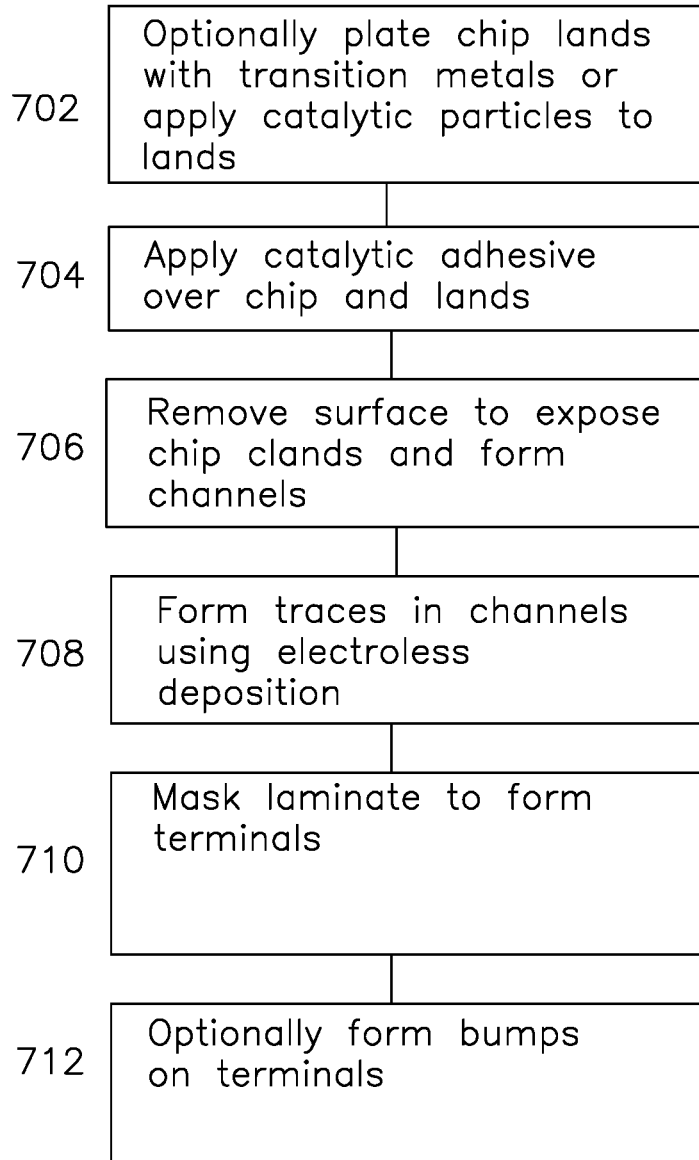 702
Optionally plate chip lands
with transition metals or
apply catalytic particles to
lands
704
Apply catalytic adhesive
over chip and lands
706
Remove surface to expose
chip clands and form
channels
708
Form traces in channels
using electroless
deposition
710
Mask laminate to form
terminals
712
Optionally form bumps
on terminals